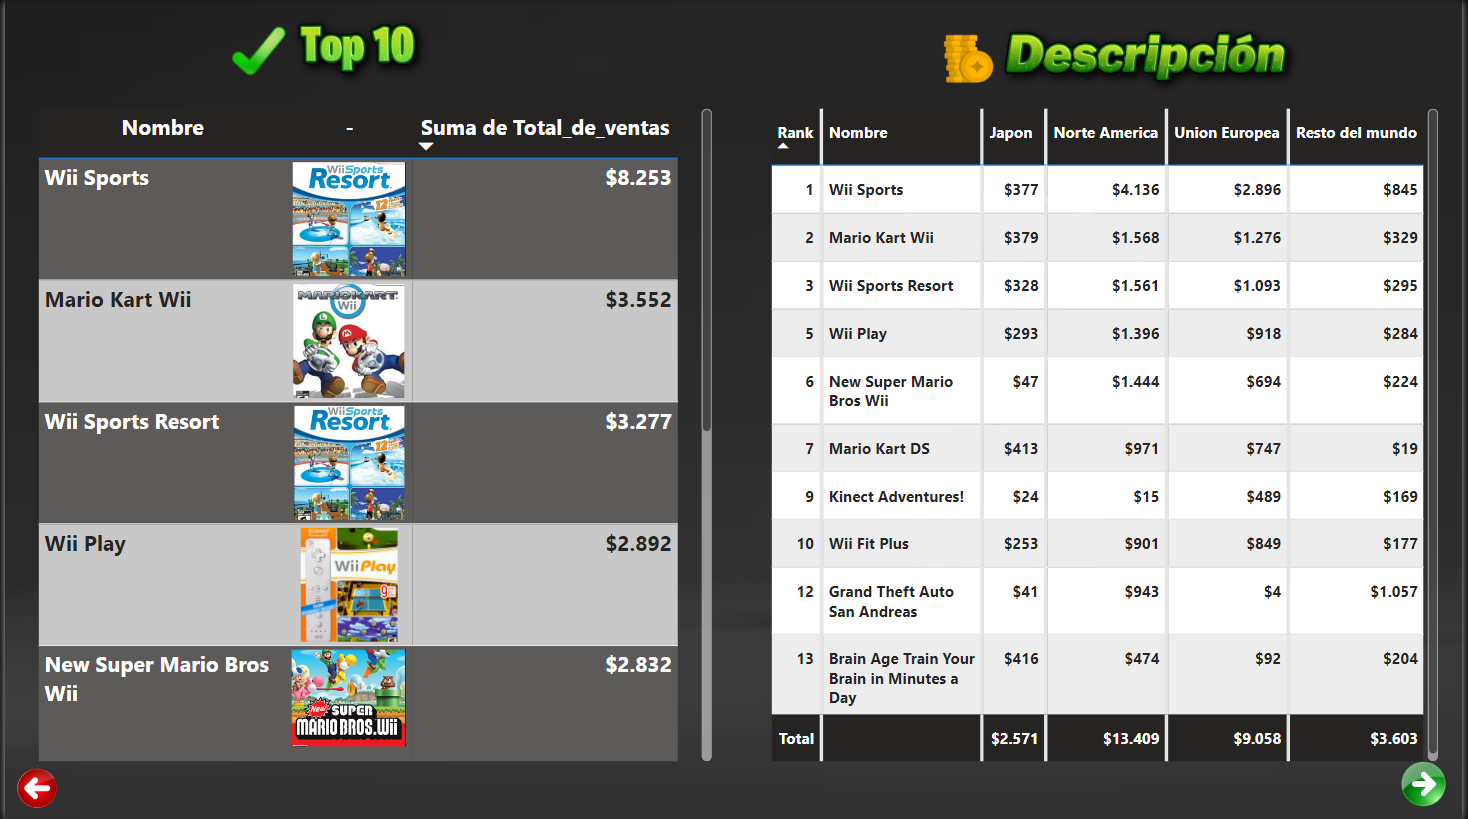 Top 10
Descripción
Nombre - Suma de Total_de_ventas
Wii Sports $8.253
WiiSports
Resort
12
Mario Kart Wii $3.552
MARIOKART
Wii
Wii Sports Resort $3.277
WiiSports
Resort
12
Wii Play $2.892
Wii Play
9
New Super Mario Bros $2.832
Wii
New SUPER
MARIO BROS.Wii
Rank Nombre Japon Norte America Union Europea Resto del mundo
1 Wii Sports $377 $4.136 $2.896 $845
2 Mario Kart Wii $379 $1.568 $1.276 $329
3 Wii Sports Resort $328 $1.561 $1.093 $295
5 Wii Play $293 $1.396 $918 $284
6 New Super Mario $47 $1.444 $694 $224
Bros Wii
7 Mario Kart DS $413 $971 $747 $19
9 Kinect Adventures! $24 $15 $489 $169
10 Wii Fit Plus $253 $901 $849 $177
12 Grand Theft Auto $41 $943 $4 $1.057
San Andreas
13 Brain Age Train Your $416 $474 $92 $204
Brain in Minutes a
Day
Total $2.571 $13.409 $9.058 $3.603